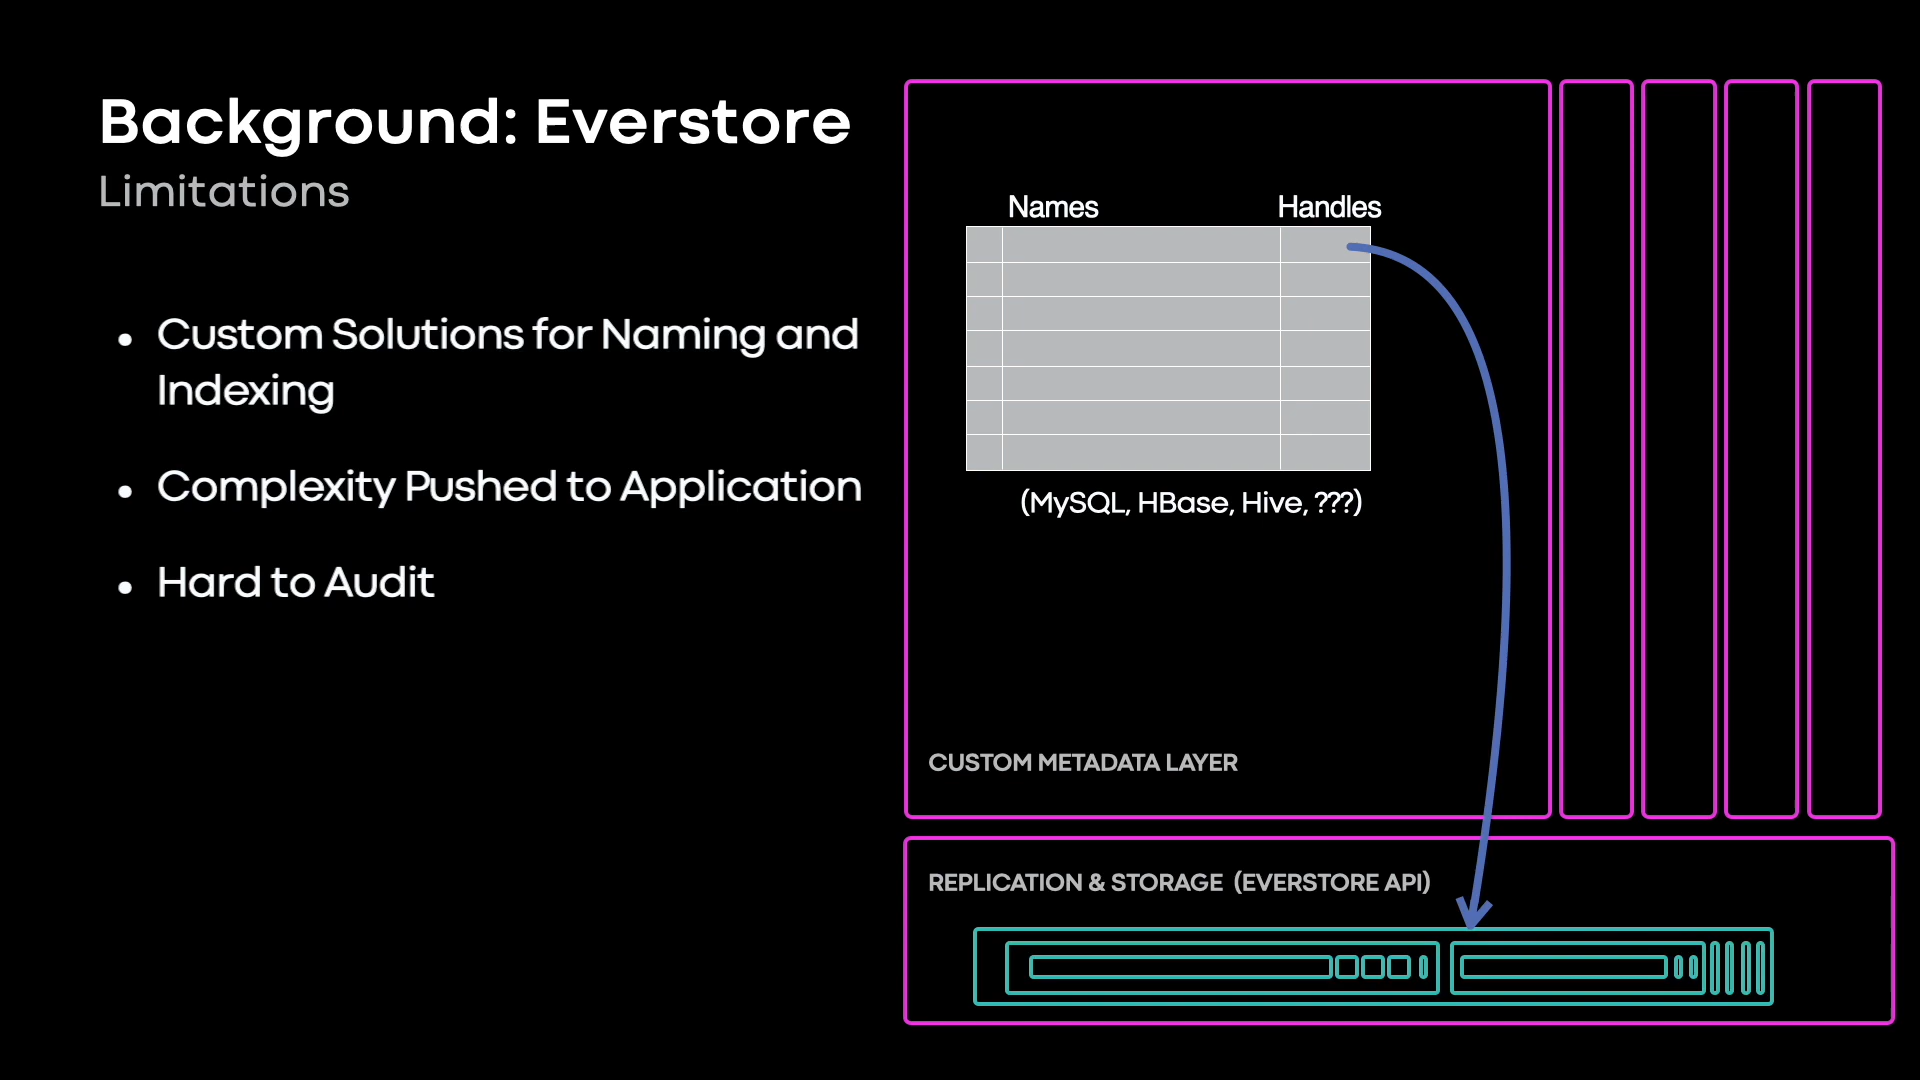 Background: Everstore
Limitations
• Custom Solutions for Naming and
Indexing
• Complexity Pushed to Application
• Hard to Audit
Names Handles
(MySQL, HBase, Hive, ???)
CUSTOM METADATA LAYER
REPLICATION & STORAGE (EVERSTORE API)